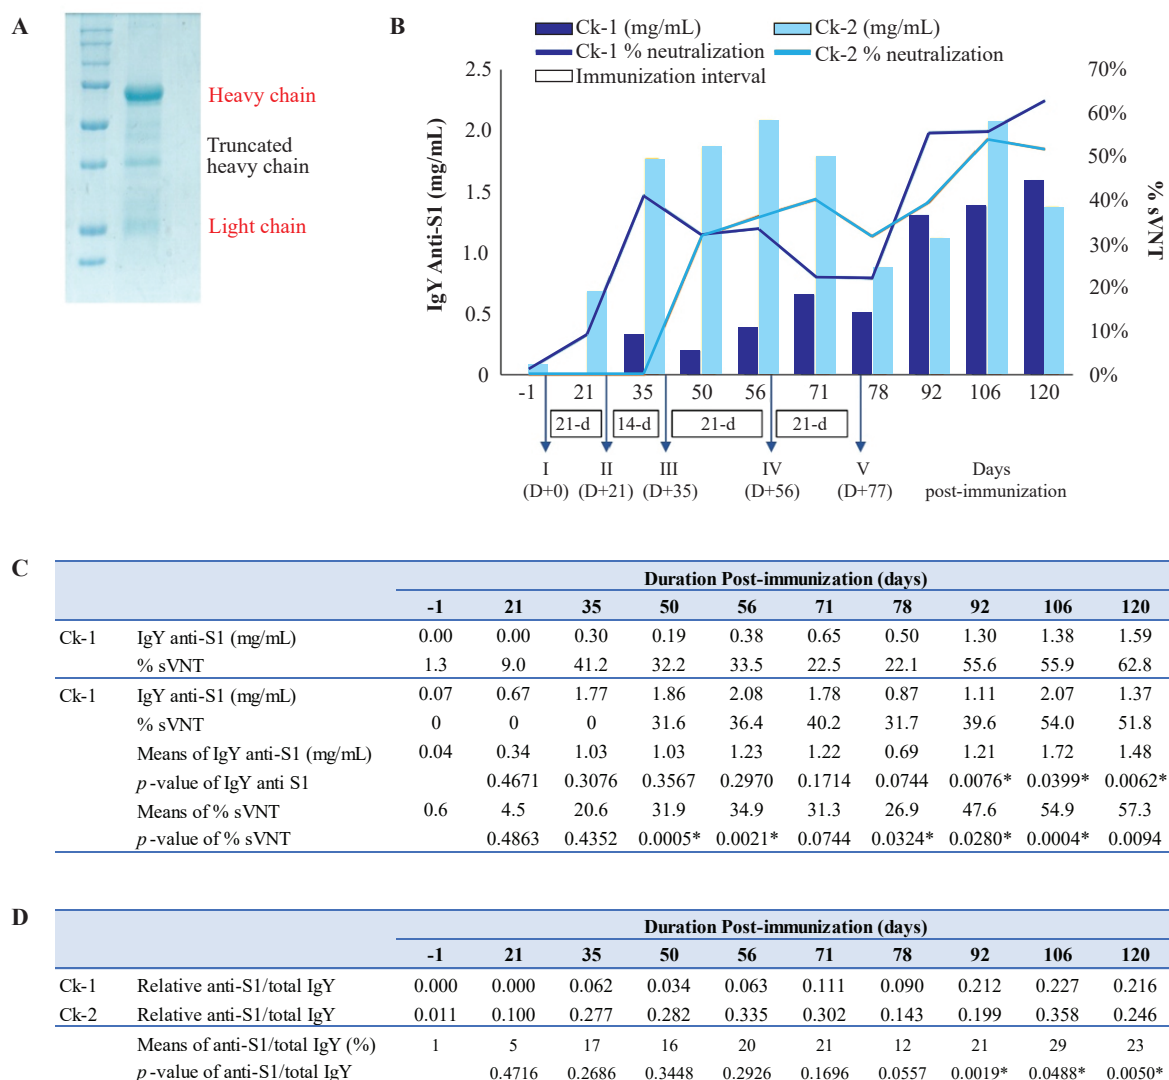 A
Heavy chain
Truncated
heavy chain
Light chain
B
Ck-1 (mg/mL) Ck-2 (mg/mL)
Ck-1 % neutralization Ck-2 % neutralization
Immunization interval
IgY Anti-S1 (mg/mL)
2.5
2.0
1.5
1.0
0.5
0
70%
60%
50%
40%
30%
20%
10%
0%
% sVNT
-1 21 35 50 56 71 78 92 106 120
21-d 14-d 21-d 21-d
I II III IV V Days
(D+0) (D+21) (D+35) (D+56) (D+77) post-immunization
C
Duration Post-immunization (days)
-1 21 35 50 56 71 78 92 106 120
Ck-1 IgY anti-S1 (mg/mL) 0.00 0.00 0.30 0.19 0.38 0.65 0.50 1.30 1.38 1.59
% sVNT 1.3 9.0 41.2 32.2 33.5 22.5 22.1 55.6 55.9 62.8
Ck-1 IgY anti-S1 (mg/mL) 0.07 0.67 1.77 1.86 2.08 1.78 0.87 1.11 2.07 1.37
% sVNT 0 0 0 31.6 36.4 40.2 31.7 39.6 54.0 51.8
Means of IgY anti-S1 (mg/mL) 0.04 0.34 1.03 1.03 1.23 1.22 0.69 1.21 1.72 1.48
p-value of IgY anti S1 0.4671 0.3076 0.3567 0.2970 0.1714 0.0744 0.0076* 0.0399* 0.0062*
Means of % sVNT 0.6 4.5 20.6 31.9 34.9 31.3 26.9 47.6 54.9 57.3
p-value of % sVNT 0.4863 0.4352 0.0005* 0.0021* 0.0744 0.0324* 0.0280* 0.0004* 0.0094
D
Duration Post-immunization (days)
-1 21 35 50 56 71 78 92 106 120
Ck-1 Relative anti-S1/total IgY 0.000 0.000 0.062 0.034 0.063 0.111 0.090 0.212 0.227 0.216
Ck-2 Relative anti-S1/total IgY 0.011 0.100 0.277 0.282 0.335 0.302 0.143 0.199 0.358 0.246
Means of anti-S1/total IgY (%) 1 5 17 16 20 21 12 21 29 23
p-value of anti-S1/total IgY 0.4716 0.2686 0.3448 0.2926 0.1696 0.0557 0.0019* 0.0488* 0.0050*